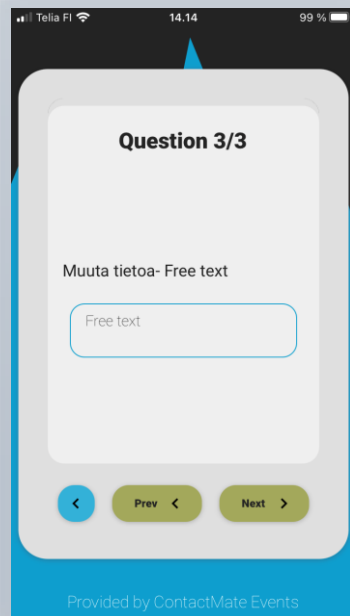 Telia FI
14.14
99 %
Question 3/3
Muuta tietoa- Free text
Free text
Prev
Next
Provided by ContactMate Events